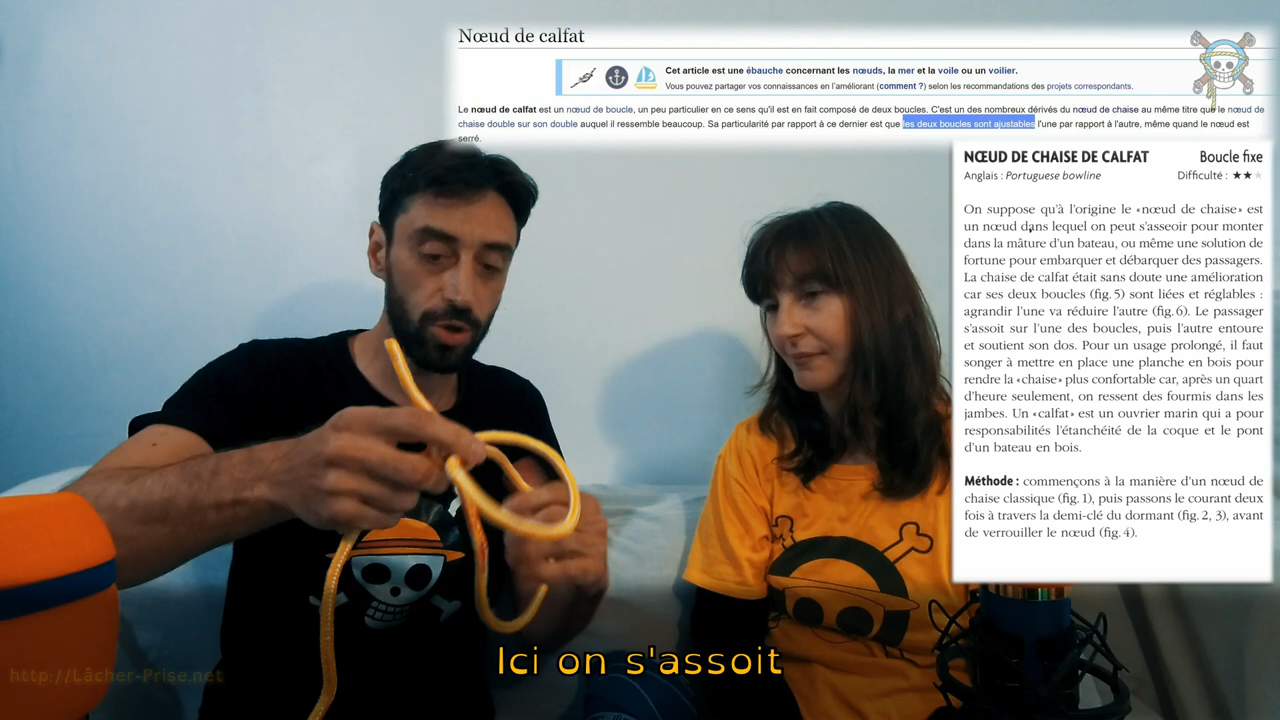 Nœud de calfat
Cet article est une ébauche concernant les nœuds, la mer et la voile ou un voilier.
Vous pouvez partager vos connaissances en l'améliorant (comment ?) selon les recommandations des projets correspondants.
Le nœud de calfat est un nœud de boucle, un peu particulier en ce sens qu'il est en fait composé de deux boucles. C'est un des nombreux dérivés du nœud de chaise au même titre que le nœud de
chaise double sur son double auquel il ressemble beaucoup. Sa particularité par rapport à ce dernier est que les deux boucles sont ajustables l'une par rapport à l'autre, même quand le nœud est
serré.
NŒUD DE CHAISE DE CALFAT Boucle fixe
Anglais : Portuguese bowline Difficulté : ★★★
On suppose qu'à l'origine le «nœud de chaise» est
un nœud dans lequel on peut s'asseoir pour monter
dans la mâture d'un bateau, ou même une solution de
fortune pour embarquer et débarquer des passagers.
La chaise de calfat était sans doute une amélioration
car ses deux boucles (fig. 5) sont liées et réglables :
agrandir l'une va réduire l'autre (fig. 6). Le passager
s'assoit sur l'une des boucles, puis l'autre entoure
et soutient son dos. Pour un usage prolongé, il faut
songer à mettre en place une planche en bois pour
rendre la «chaise» plus confortable car, après un quart
d'heure seulement, on ressent des fourmis dans les
jambes. Un «calfat» est un ouvrier marin qui a pour
responsabilités l'étanchéité de la coque et le pont
d'un bateau en bois.
Méthode : commençons à la manière d'un nœud de
chaise classique (fig. 1), puis passons le courant deux
fois à travers la demi-clé du dormant (fig. 2, 3), avant
de verrouiller le nœud (fig. 4).
Ici on s'assoit
http://Lâcher-Prise.net